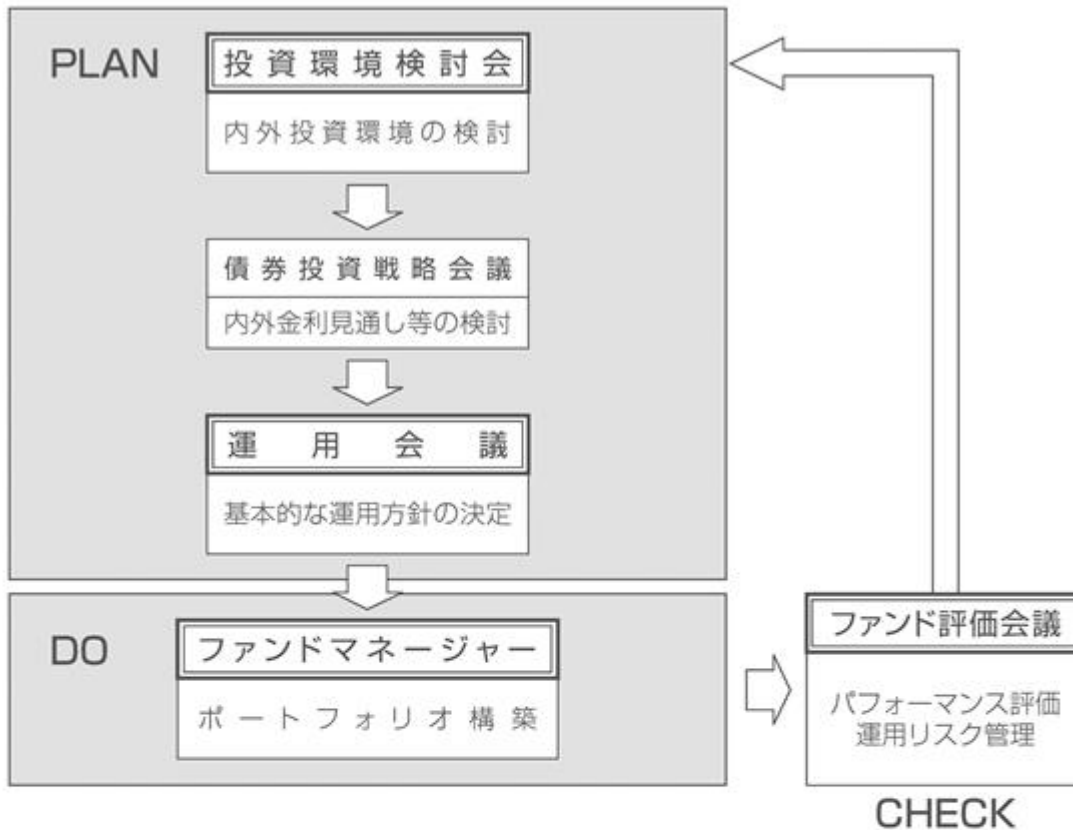 PLAN
投資環境検討会
内外投資環境の検討
債券投資戦略会議
内外金利見通し等の検討
運用会議
基本的な運用方針の決定
DO
ファンドマネージャー
ポートフォリオ構築
ファンド評価会議
パフォーマンス評価
運用リスク管理
CHECK